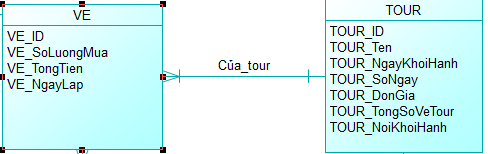 VE
VE_ID
VE_SoLuongMua
VE_TongTien
VE_NgayLap
Của_tour
TOUR
TOUR_ID
TOUR_Ten
TOUR_NgayKhoiHanh
TOUR_SoNgay
TOUR_DonGia
TOUR_TongSoVeTour
TOUR_NoiKhoiHanh